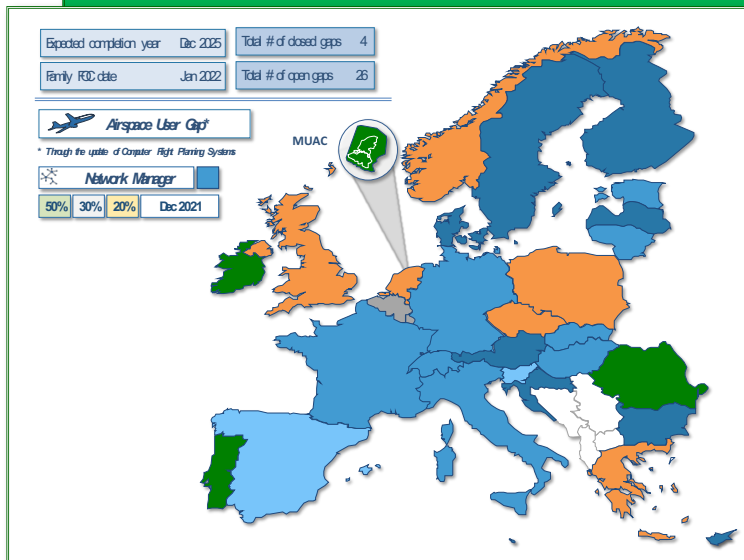 Expected completion year Dec 2025
Total # of closed gaps 4
Family FOC date Jan 2022
Total # of open gaps 26
Airspace User Gap*
* Through the update of Computer Flight Planning Systems
Network Manager
50% 30% 20% Dec 2021
MUAC